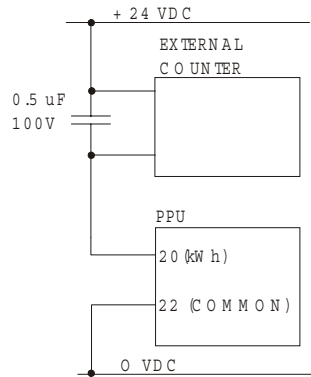 + 24 VDC
EXTERNAL
COUNTER
0.5 uF
100V
PPU
20 (kWh)
22 (COMMON)
0 VDC